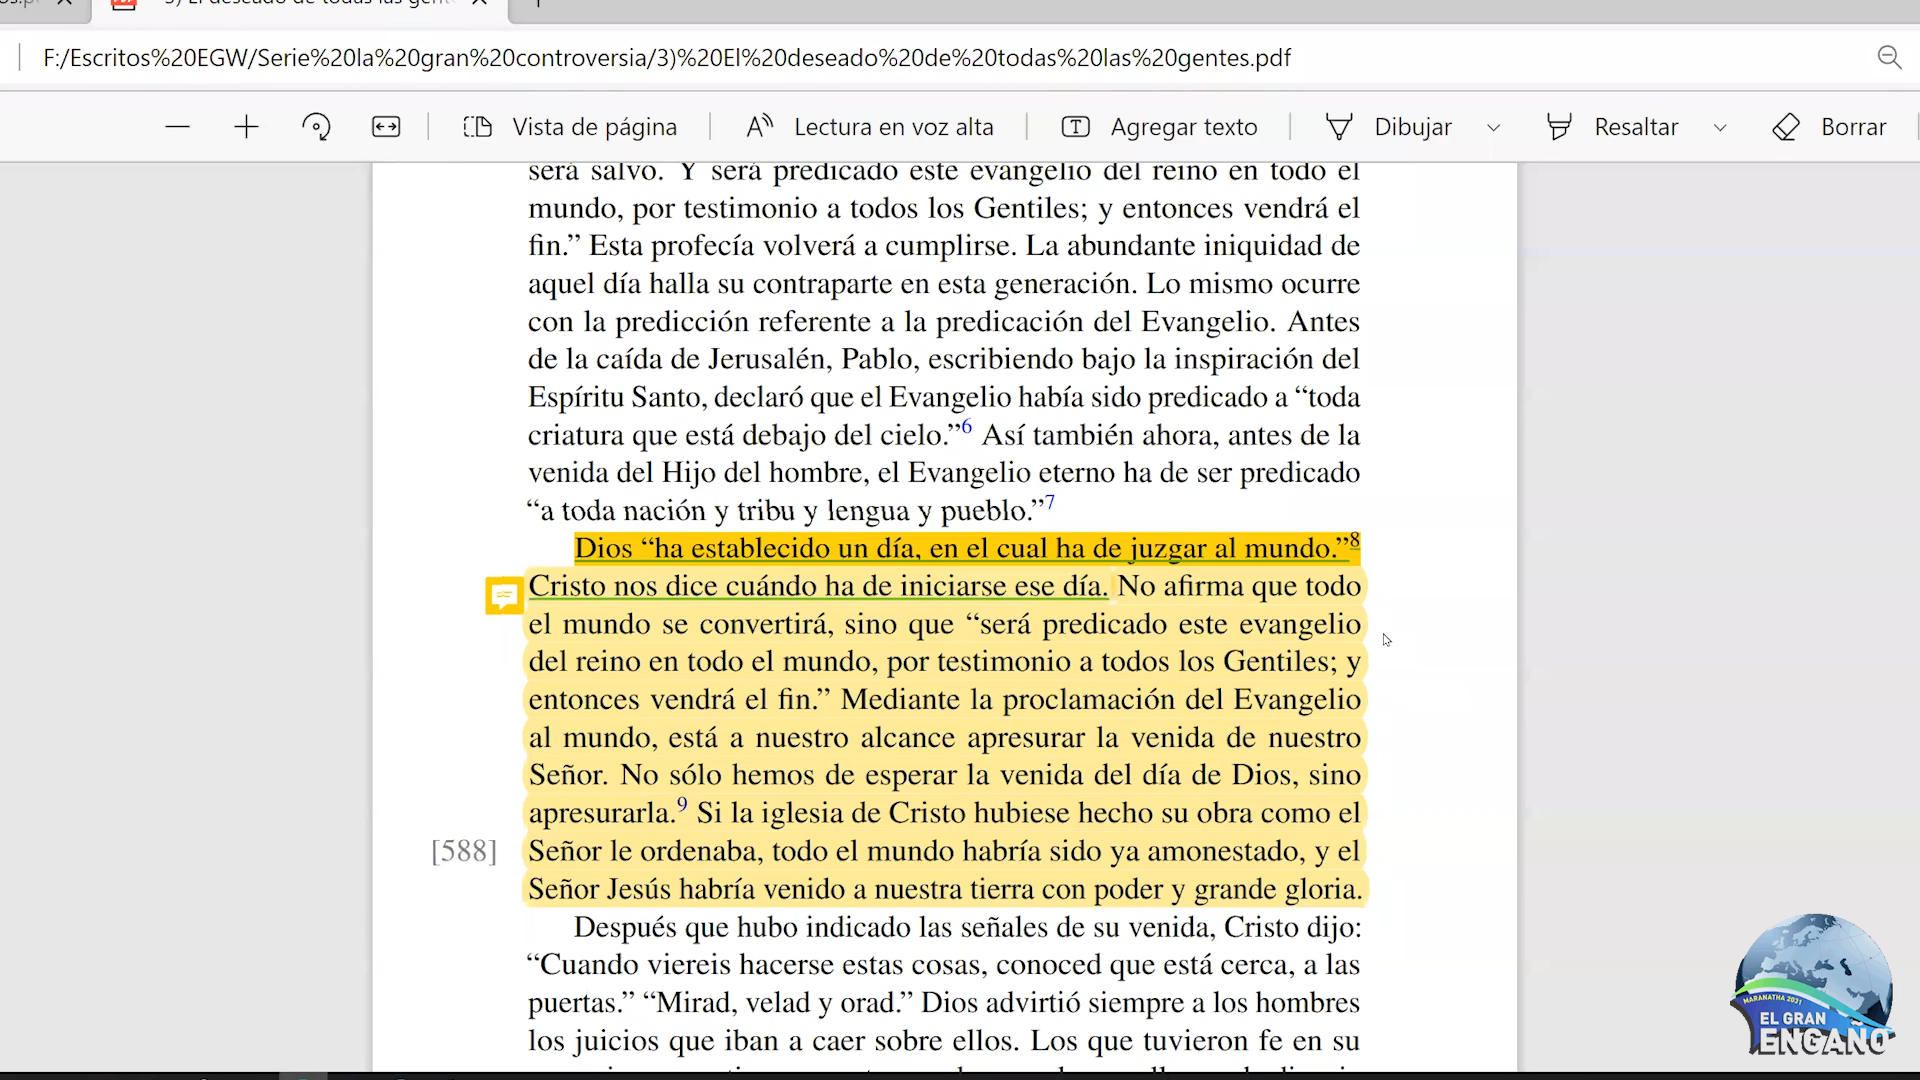 3) El deseado de todas las gent
F:/Escritos%20EGW/Serie%20la%20gran%20controversia/3)%20El%20deseado%20de%20todas%20las%20gentes.pdf
Vista de página
Lectura en voz alta
Agregar texto
Dibujar
Resaltar
Borrar
será salvo. Y será predicado este evangelio del reino en todo el
mundo, por testimonio a todos los Gentiles; y entonces vendrá el
fin.” Esta profecía volverá a cumplirse. La abundante iniquidad de
aquel día halla su contraparte en esta generación. Lo mismo ocurre
con la predicción referente a la predicación del Evangelio. Antes
de la caída de Jerusalén, Pablo, escribiendo bajo la inspiración del
Espíritu Santo, declaró que el Evangelio había sido predicado a “toda
criatura que está debajo del cielo.”6 Así también ahora, antes de la
venida del Hijo del hombre, el Evangelio eterno ha de ser predicado
“a toda nación y tribu y lengua y pueblo.”7
Dios “ha establecido un día, en el cual ha de juzgar al mundo.”8
Cristo nos dice cuándo ha de iniciarse ese día. No afirma que todo
el mundo se convertirá, sino que “será predicado este evangelio
del reino en todo el mundo, por testimonio a todos los Gentiles; y
entonces vendrá el fin.” Mediante la proclamación del Evangelio
al mundo, está a nuestro alcance apresurar la venida de nuestro
Señor. No sólo hemos de esperar la venida del día de Dios, sino
apresurarla.9 Si la iglesia de Cristo hubiese hecho su obra como el
[588] Señor le ordenaba, todo el mundo habría sido ya amonestado, y el
Señor Jesús habría venido a nuestra tierra con poder y grande gloria.
Después que hubo indicado las señales de su venida, Cristo dijo:
“Cuando viereis hacerse estas cosas, conoced que está cerca, a las
puertas.” “Mirad, velad y orad.” Dios advirtió siempre a los hombres
los juicios que iban a caer sobre ellos. Los que tuvieron fe en su
MARANATHA 2021
EL GRAN
ENGAÑO